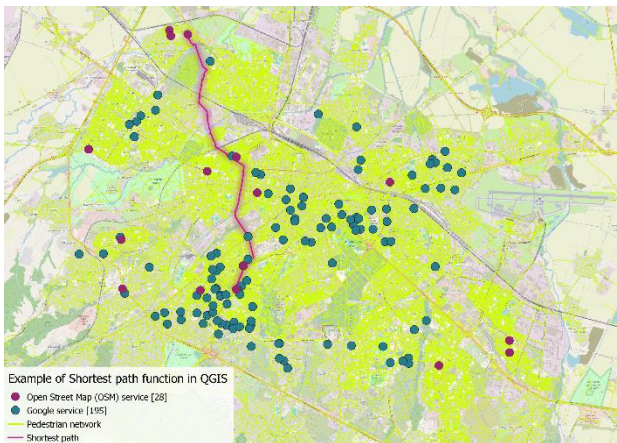 Example of Shortest path function in QGIS
Open Street Map (OSM) service [28]
Google service [195]
Pedestrian network
Shortest path